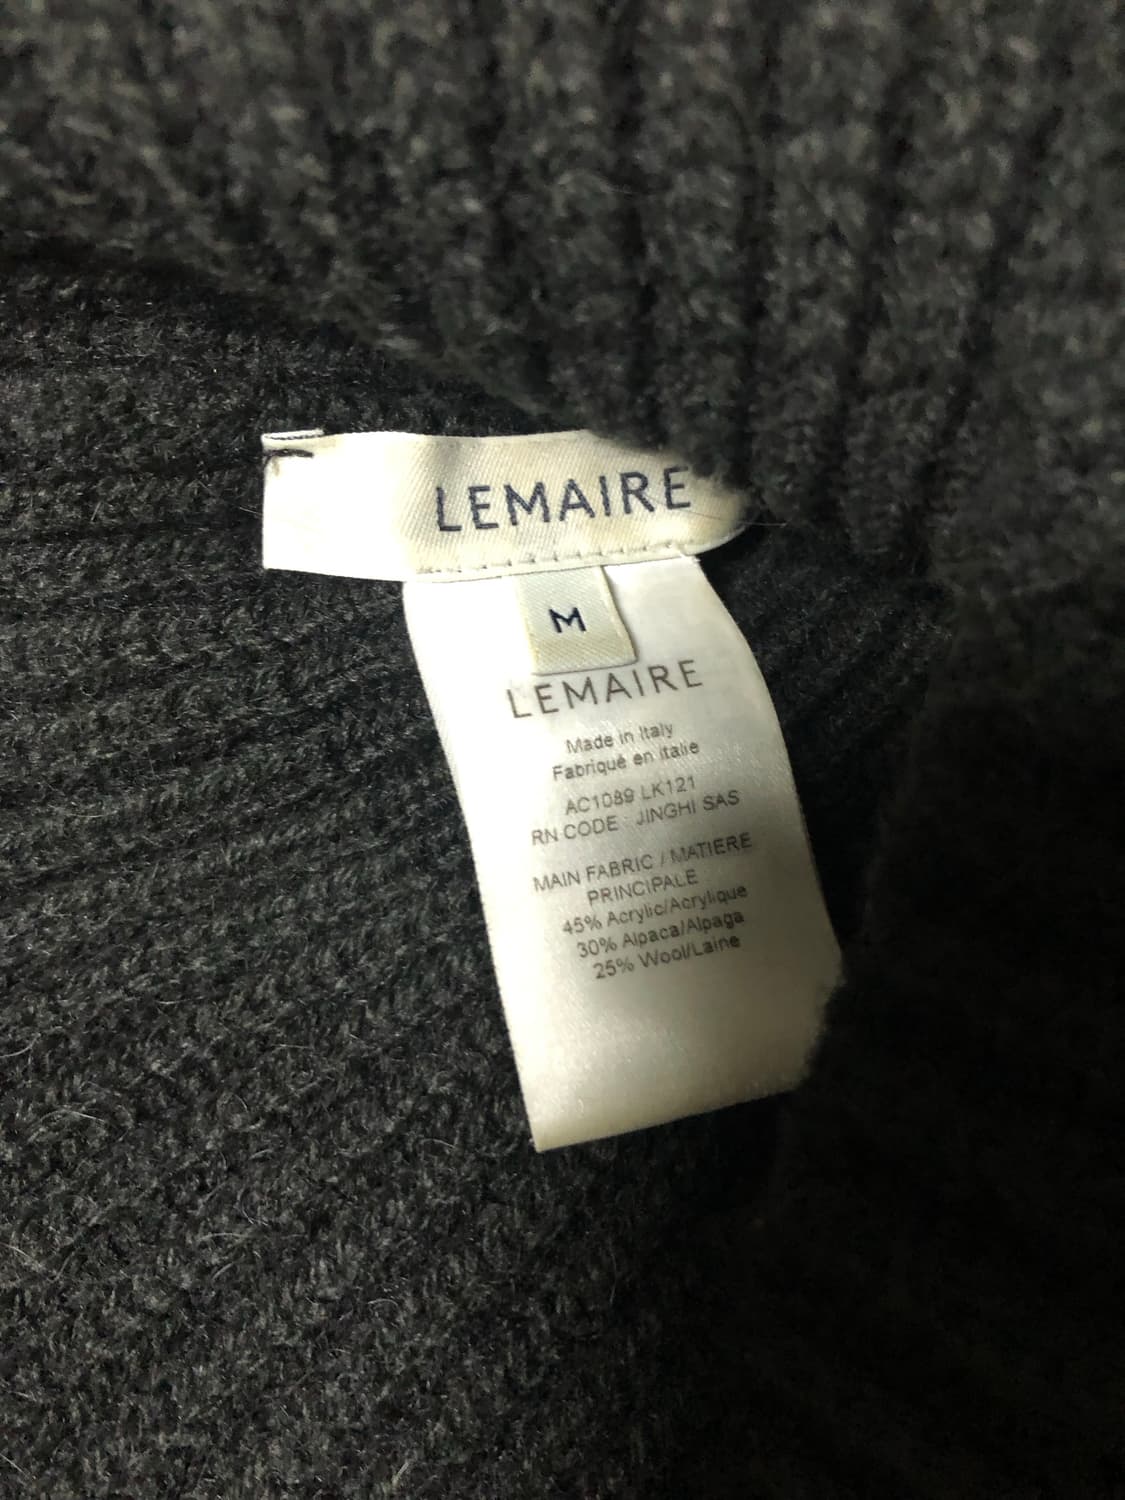 LEMAIRE
M
LEMAIRE
Made in Italy
Fabriqué en italie
AC1089 LK121
RN CODE : JINGHI SAS
MAIN FABRIC / MATIERE
PRINCIPALE
45% Acrylic/Acrylique
30% Alpaca/Alpaga
25% Wool/Laine